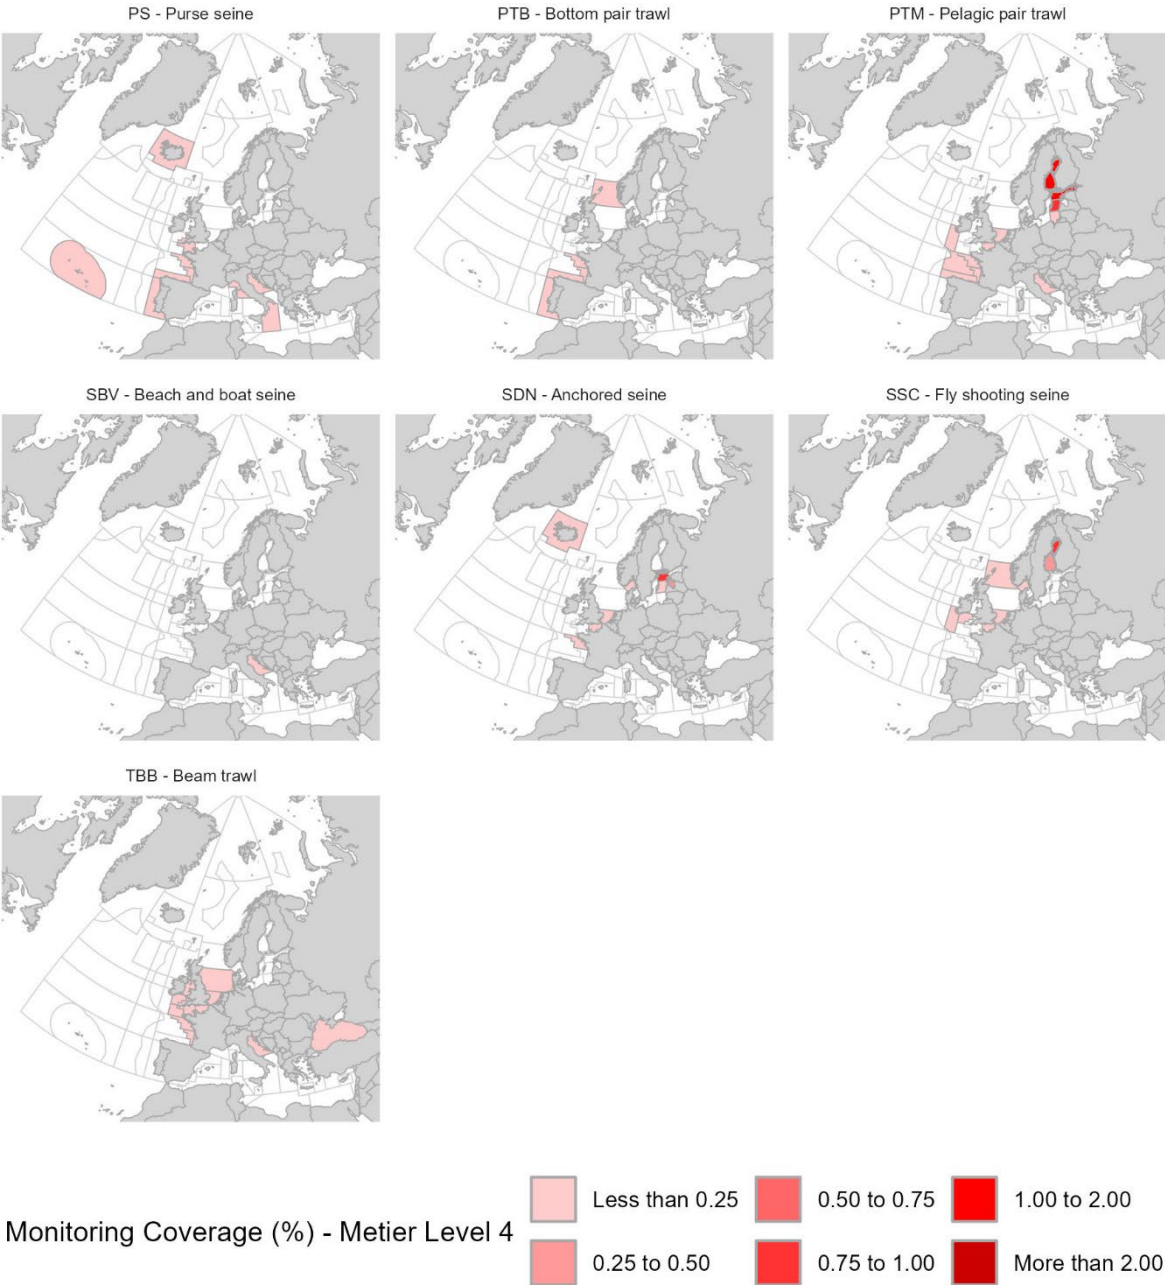 PS - Purse seine
PTB - Bottom pair trawl
PTM - Pelagic pair trawl
SBV - Beach and boat seine
SDN - Anchored seine
SSC - Fly shooting seine
TBB - Beam trawl
Monitoring Coverage (%) - Metier Level 4
Less than 0.25
0.25 to 0.50
0.50 to 0.75
0.75 to 1.00
1.00 to 2.00
More than 2.00